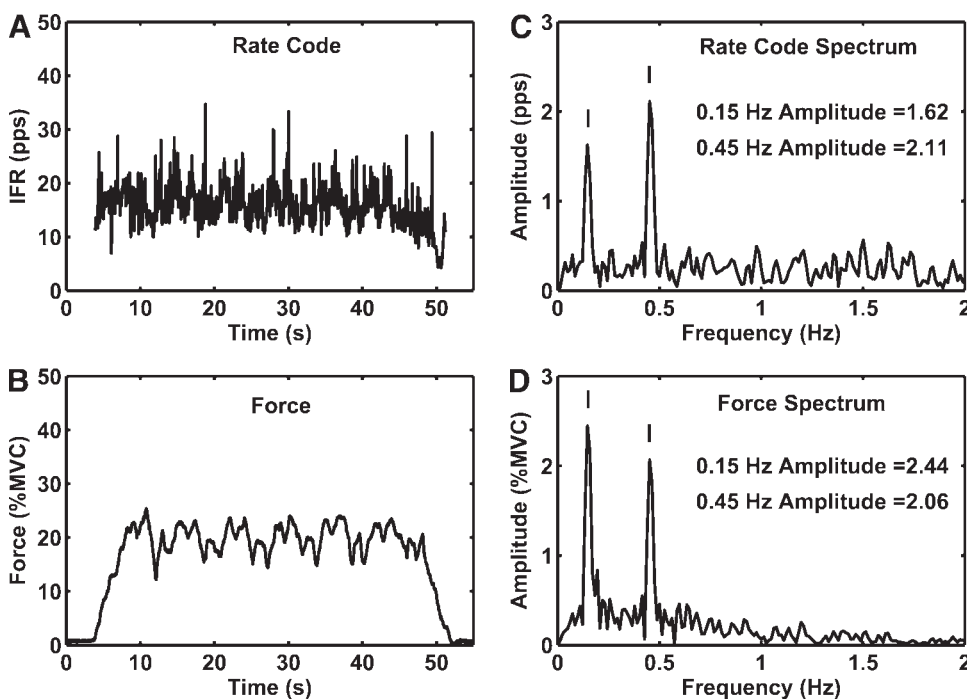 A
Rate Code
IFR (pps)
50
40
30
20
10
0
0 10 20 30 40 50
Time (s)
C
Rate Code Spectrum
0.15 Hz Amplitude =1.62
0.45 Hz Amplitude =2.11
Amplitude (pps)
3
2
1
0
0 0.5 1 1.5 2
Frequency (Hz)
B
Force
Force (%MVC)
50
40
30
20
10
0
0 10 20 30 40 50
Time (s)
D
Force Spectrum
0.15 Hz Amplitude =2.44
0.45 Hz Amplitude =2.06
Amplitude (%MVC)
3
2
1
0
0 0.5 1 1.5 2
Frequency (Hz)